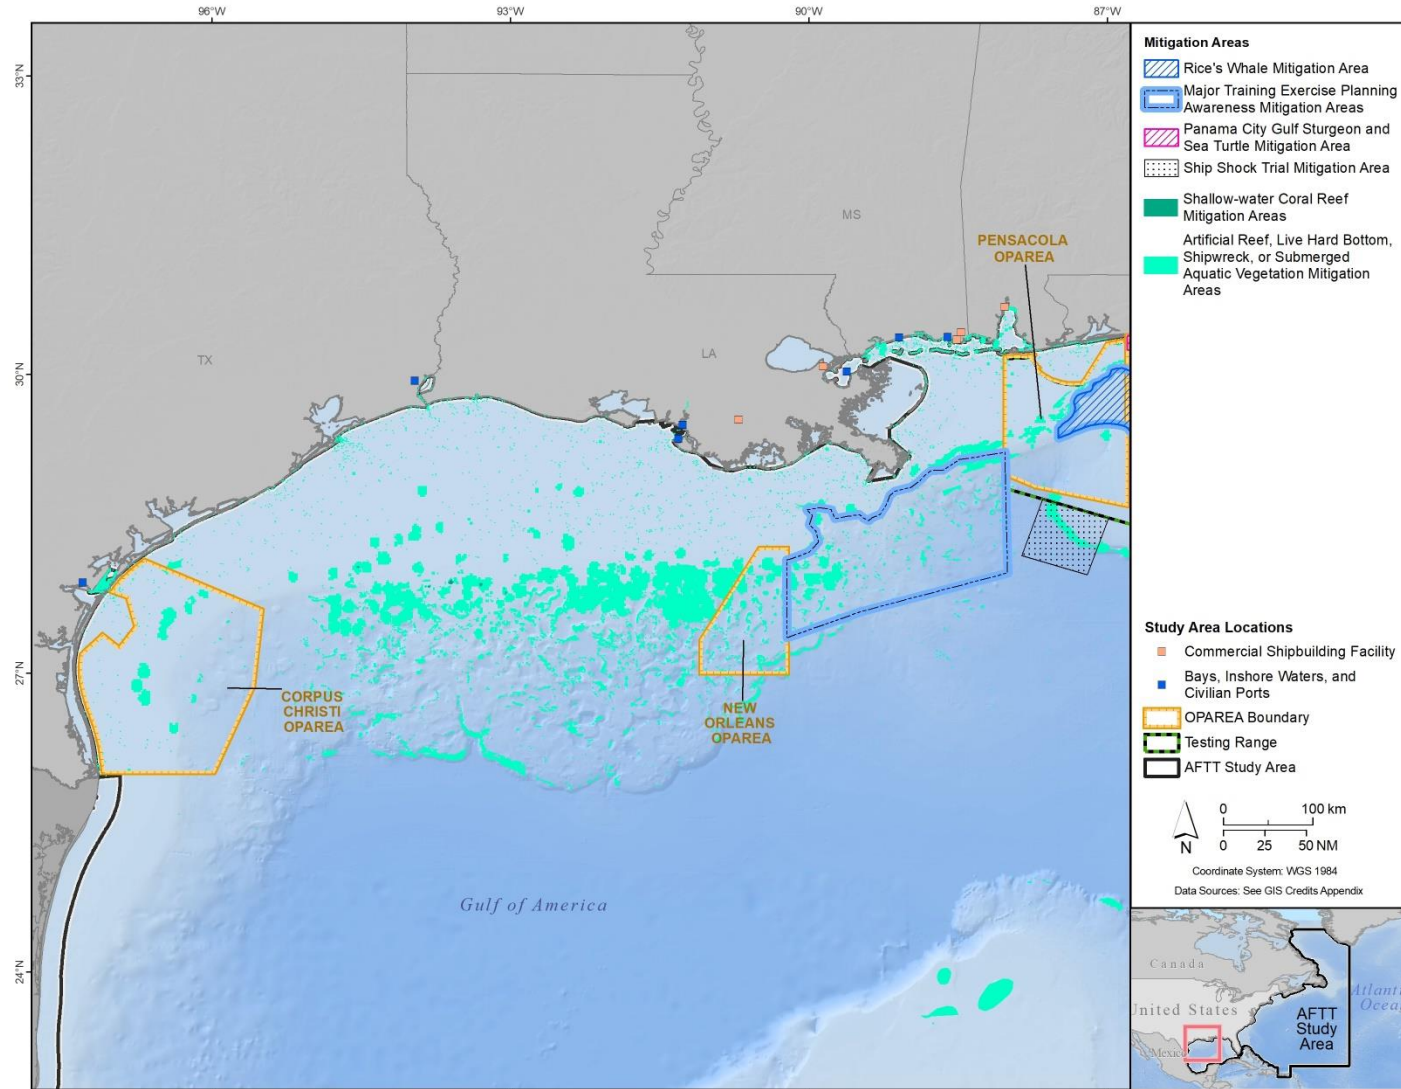 96°W
93°W
90°W
87°W
33°N
30°N
27°N
24°N
MS
TX
LA
PENSACOLA
OPAREA
CORPUS
CHRISTI
OPAREA
NEW
ORLEANS
OPAREA
Gulf of America
Mitigation Areas
Rice's Whale Mitigation Area
Major Training Exercise Planning
Awareness Mitigation Areas
Panama City Gulf Sturgeon and
Sea Turtle Mitigation Area
Ship Shock Trial Mitigation Area
Shallow-water Coral Reef
Mitigation Areas
Artificial Reef, Live Hard Bottom,
Shipwreck, or Submerged
Aquatic Vegetation Mitigation
Areas
Study Area Locations
Commercial Shipbuilding Facility
Bays, Inshore Waters, and
Civilian Ports
OPAREA Boundary
Testing Range
AFTT Study Area
0 100 km
0 25 50 NM
N
Coordinate System: WGS 1984
Data Sources: See GIS Credits Appendix
Canada
United States
Mexico
AFTT
Study
Area